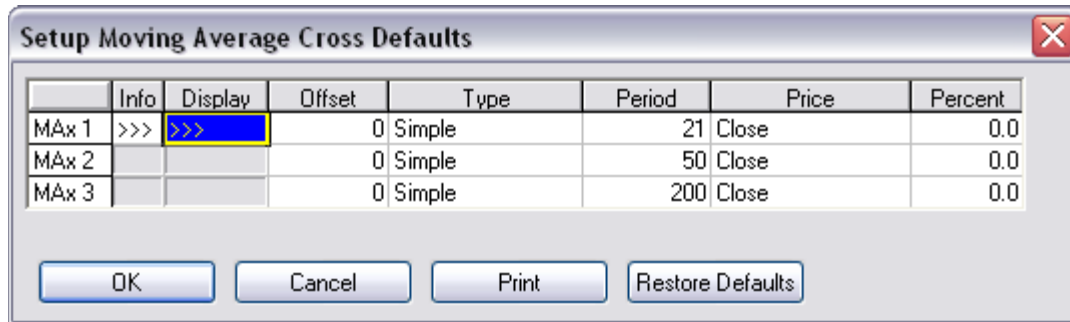 Setup Moving Average Cross Defaults
Info Display Offset Type Period Price Percent
MAx 1 >>> >>> 0 Simple 21 Close 0.0
MAx 2 0 Simple 50 Close 0.0
MAx 3 0 Simple 200 Close 0.0
OK Cancel Print Restore Defaults